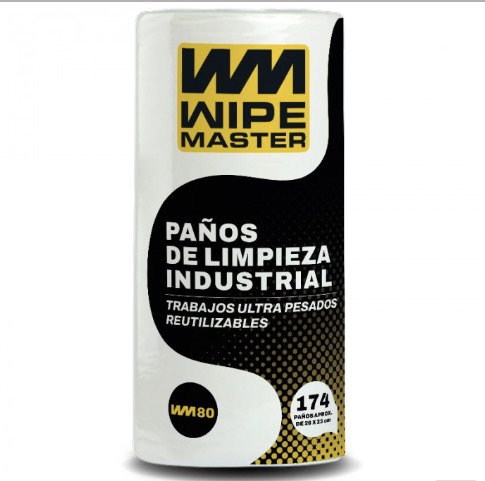 WM
WIPE
MASTER
PAÑOS
DE LIMPIEZA
INDUSTRIAL
TRABAJOS ULTRA PESADOS
REUTILIZABLES
WM80
174
PAÑOS APROX.
DE 28 X 23 cm